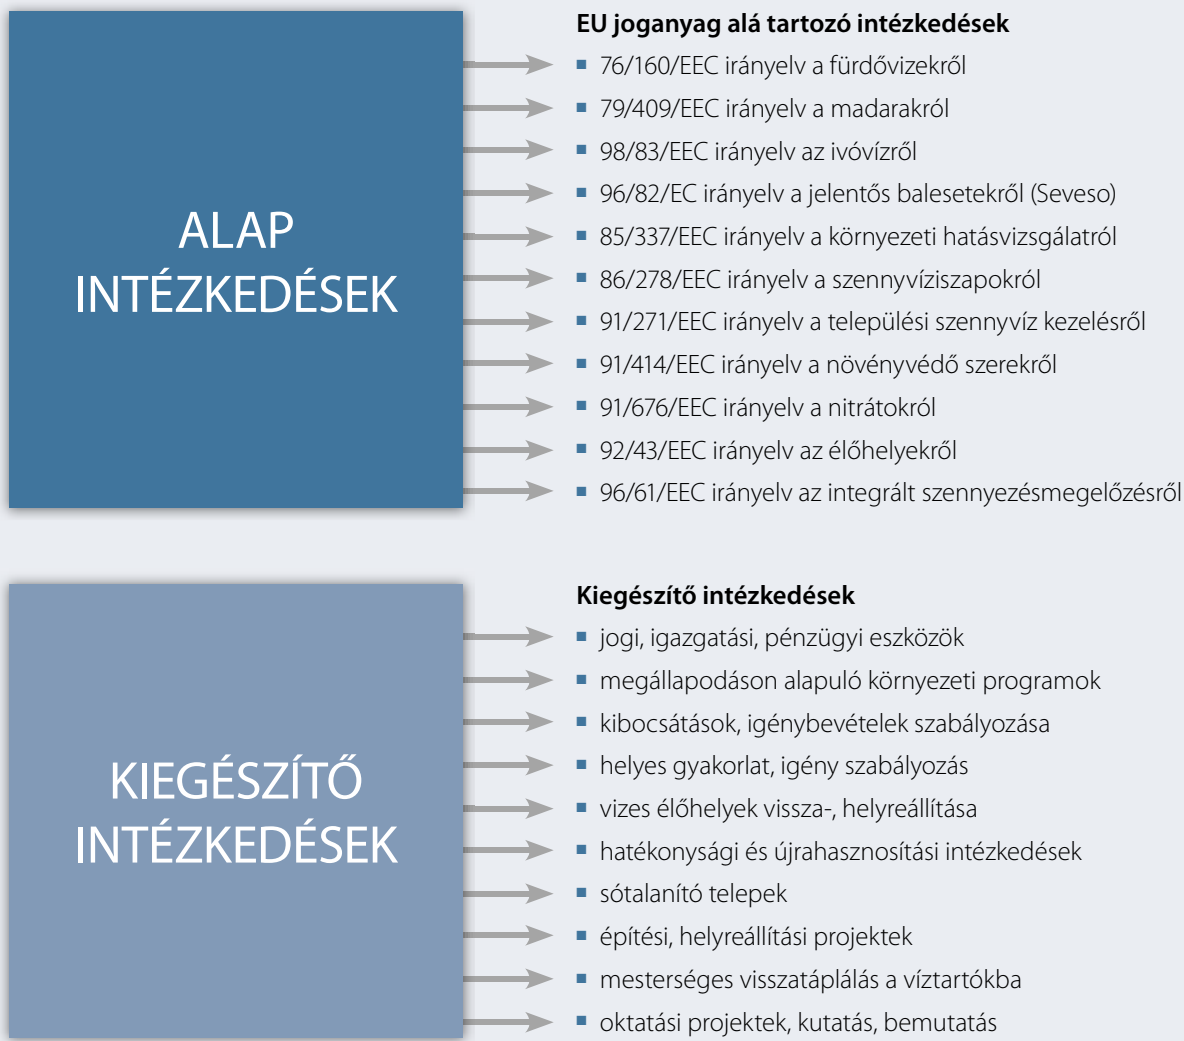 ALAP
INTÉZKEDÉSEK
EU joganyag alá tartozó intézkedések
76/160/EEC irányelv a fürdővizekről
79/409/EEC irányelv a madarakról
98/83/EEC irányelv az ivóvízről
96/82/EC irányelv a jelentős balesetekről (Seveso)
85/337/EEC irányelv a környezeti hatásvizsgálatról
86/278/EEC irányelv a szennyvíziszapokról
91/271/EEC irányelv a települési szennyvíz kezelésről
91/414/EEC irányelv a növényvédő szerekről
91/676/EEC irányelv a nitrátokról
92/43/EEC irányelv az élőhelyekről
96/61/EEC irányelv az integrált szennyezésmegelőzésről
KIEGÉSZÍTŐ
INTÉZKEDÉSEK
Kiegészítő intézkedések
jogi, igazgatási, pénzügyi eszközök
megállapodáson alapuló környezeti programok
kibocsátások, igénybevételek szabályozása
helyes gyakorlat, igény szabályozás
vizes élőhelyek vissza-, helyreállítása
hatékonysági és újrahasznosítási intézkedések
sótalanító telepek
építési, helyreállítási projektek
mesterséges visszatáplálás a víztartókba
oktatási projektek, kutatás, bemutatás